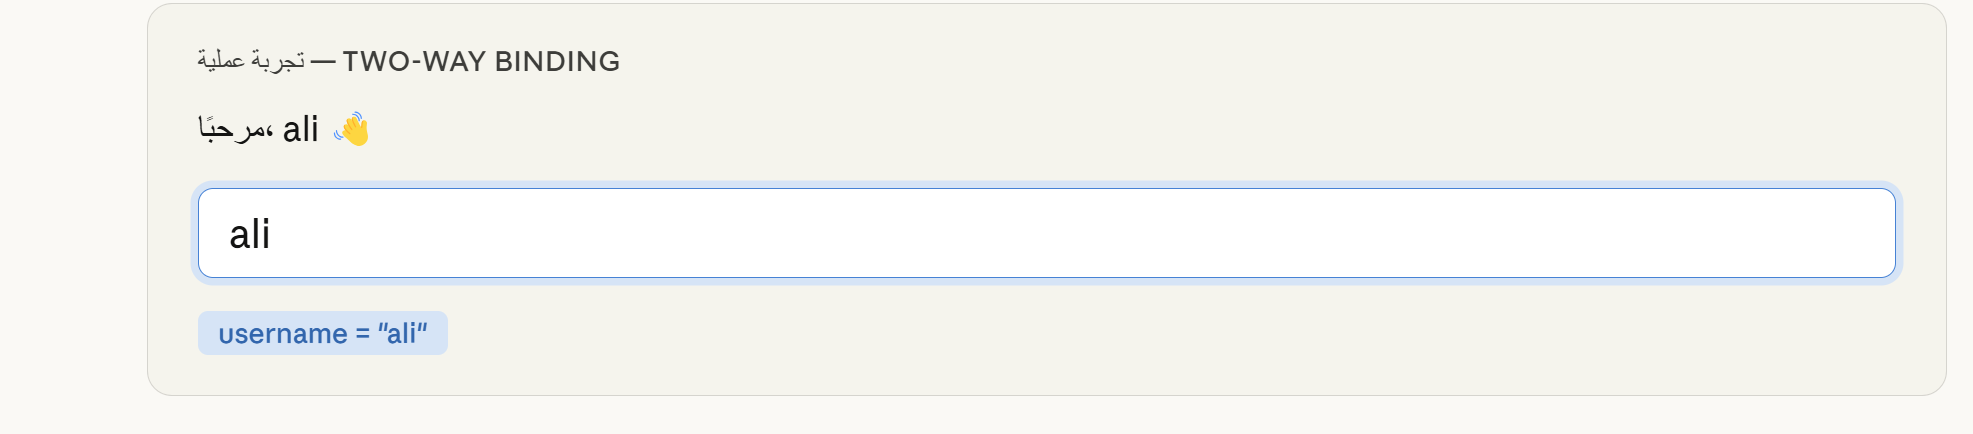 تجربة عملية — TWO-WAY BINDING
مرحبًا، ali 👋
ali
username = "ali"